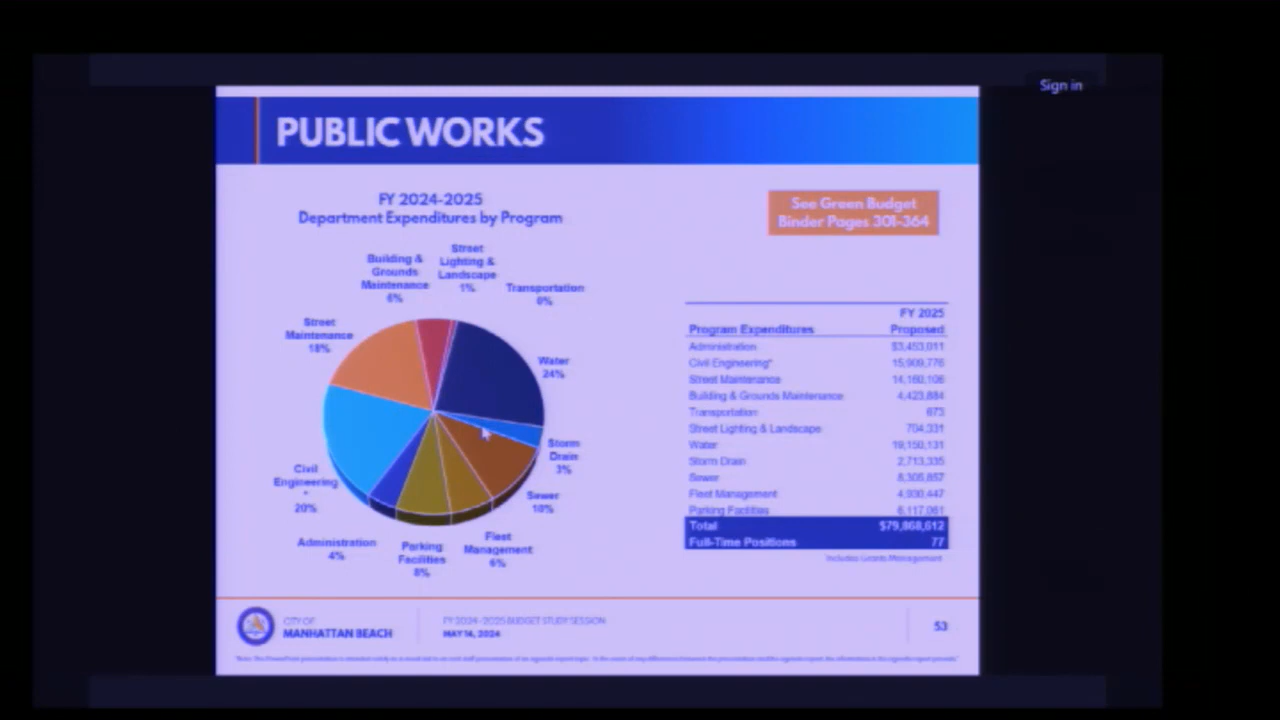 Sign in
PUBLIC WORKS
FY 2024-2025
Department Expenditures by Program
See Green Budget
Binder Pages 301-364
Street
Lighting &
Landscape
1%
Building &
Grounds
Maintenance
6%
Transportation
0%
Street
Maintenance
18%
Water
24%
Storm
Drain
3%
Civil
Engineering
*
20%
Sewer
10%
Administration
4%
Parking
Facilities
8%
Fleet
Management
6%
FY 2025
Program Expenditures Proposed
Administration $3,453,011
Civil Engineering* 15,909,776
Street Maintenance 14,160,106
Building & Grounds Maintenance 4,423,884
Transportation 673
Street Lighting & Landscape 704,331
Water 19,150,131
Storm Drain 2,713,335
Sewer 8,305,857
Fleet Management 4,930,447
Parking Facilities 6,117,061
Total $79,868,612
Full-Time Positions 77
Includes Grants Management
CITY OF
MANHATTAN BEACH
FY 2024-2025 BUDGET STUDY SESSION
MAY 14, 2024
53